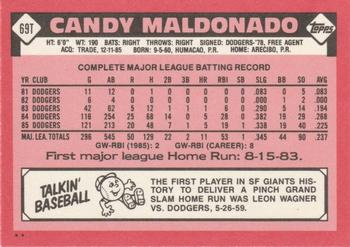 69T
CANDY MALDONADO
Topps
HT: 6'0" WT: 190 BATS: RIGHT THROWS: RIGHT SIGNED: DODGERS-'78, FREE AGENT
ACQ: TRADE, 12-11-85 BORN: 9-5-60, HUMACAO, P.R. HOME: ARECIBO, P.R.
COMPLETE MAJOR LEAGUE BATTING RECORD
YR CLUB G AB R H 2B 3B HR RBI SB SLG BB SO AVG
81 DODGERS 11 12 0 1 0 0 0 0 0 .083 0 5 .083
82 DODGERS 6 4 0 0 0 0 0 0 0 .000 1 2 .000
83 DODGERS 42 62 5 12 1 1 1 6 0 .290 5 14 .194
84 DODGERS 116 254 25 68 14 0 5 28 0 .382 19 29 .268
85 DODGERS 121 213 20 48 7 1 5 19 1 .338 19 40 .225
MAJ. LEA. TOTALS 296 545 50 129 22 2 11 53 1 .345 44 90 .237
GW-RBI (1985): 2 GW-RBI (CAREER): 8
First major league Home Run: 8-15-83.
TALKIN' BASEBALL
THE FIRST PLAYER IN SF GIANTS HISTORY TO DELIVER A PINCH GRAND
SLAM HOME RUN WAS LEON WAGNER
VS. DODGERS, 5-26-59.
**